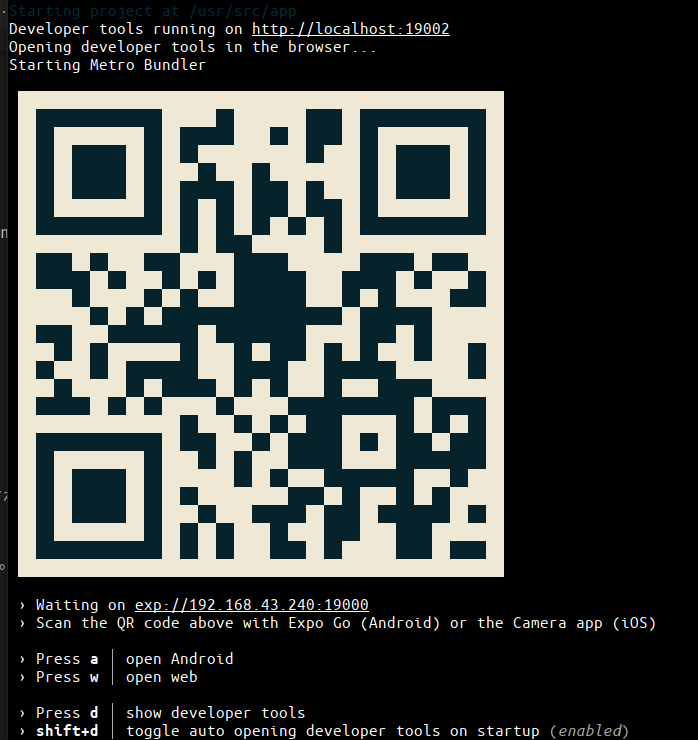 Starting project at /usr/src/app
Developer tools running on http://localhost:19002
Opening developer tools in the browser...
Starting Metro Bundler
› Waiting on exp://192.168.43.240:19000
› Scan the QR code above with Expo Go (Android) or the Camera app (iOS)
› Press a │ open Android
› Press w │ open web
› Press d │ show developer tools
› shift+d │ toggle auto opening developer tools on startup (enabled)